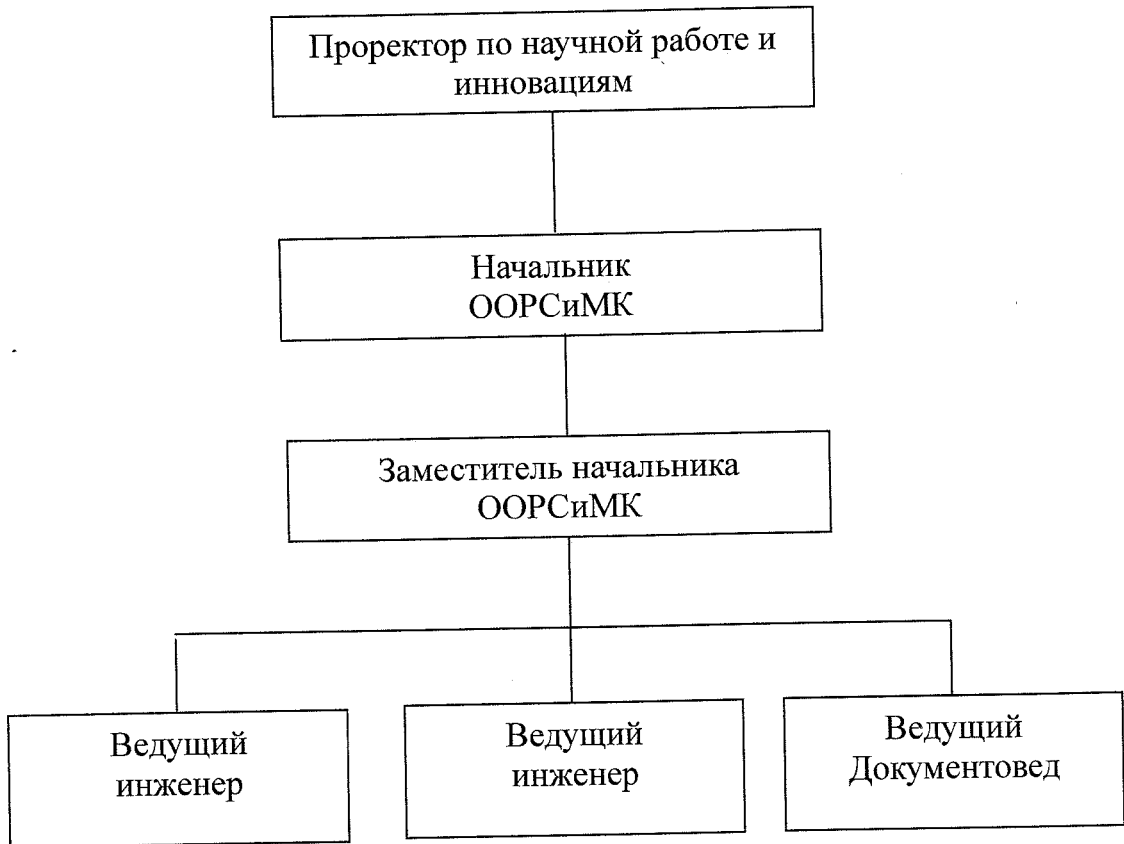 Проректор по научной работе и
инновациям
Начальник
ООРСиМК
Заместитель начальника
ООРСиМК
Ведущий
инженер
Ведущий
инженер
Ведущий
Документовед